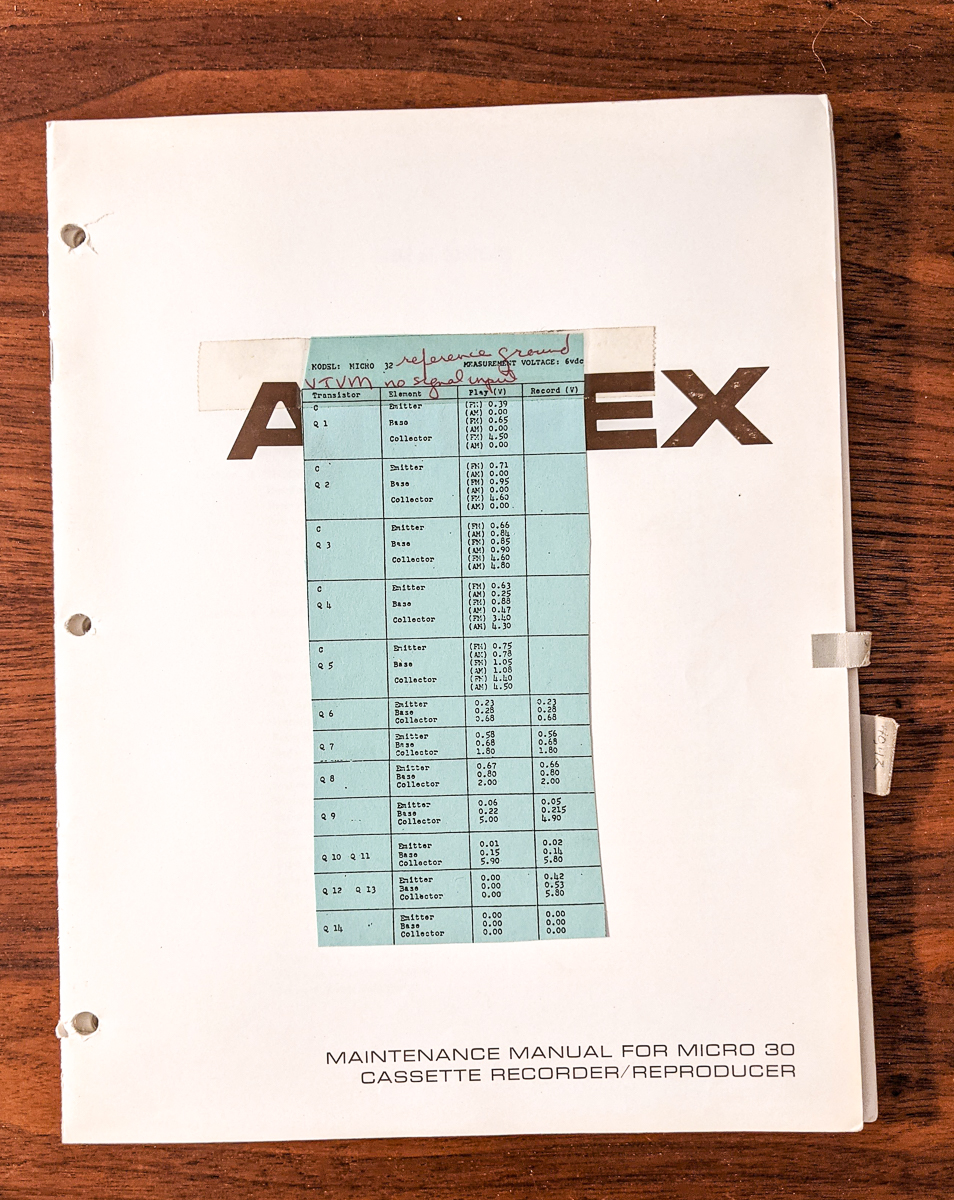 reference ground
MODEL: MICRO 32 MEASUREMENT VOLTAGE: 6vdc
VTVM no signal input
Transistor Element Play (V) Record (V)
A EX
C Emitter (FM) 0.39
(AM) 0.00
Q 1 Base (FM) 0.65
(AM) 0.00
Collector (FM) 4.50
(AM) 0.00
C Emitter (FM) 0.71
(AM) 0.00
Q 2 Base (FM) 0.95
(AM) 0.00
Collector (FM) 4.60
(AM) 0.00
C Emitter (FM) 0.66
(AM) 0.84
Q 3 Base (FM) 0.85
(AM) 0.90
Collector (FM) 4.60
(AM) 4.80
C Emitter (FM) 0.63
(AM) 0.25
Q 4 Base (FM) 0.88
(AM) 0.47
Collector (FM) 3.40
(AM) 4.30
C Emitter (FM) 0.75
(AM) 0.78
Q 5 Base (FM) 1.05
(AM) 1.08
Collector (FM) 4.40
(AM) 4.50
Emitter 0.23 0.23
Q 6 Base 0.28 0.28
Collector 0.68 0.68
Emitter 0.58 0.56
Q 7 Base 0.68 0.68
Collector 1.80 1.80
Emitter 0.67 0.66
Q 8 Base 0.80 0.80
Collector 2.00 2.00
Emitter 0.06 0.05
Q 9 Base 0.22 0.215
Collector 5.00 4.90
Emitter 0.01 0.02
Q 10 Q 11 Base 0.15 0.14
Collector 5.90 5.80
Emitter 0.00 0.42
Q 12 Q 13 Base 0.00 0.53
Collector 0.00 5.80
Emitter 0.00 0.00
Q 14 Base 0.00 0.00
Collector 0.00 0.00
MAINTENANCE MANUAL FOR MICRO 30
CASSETTE RECORDER/REPRODUCER